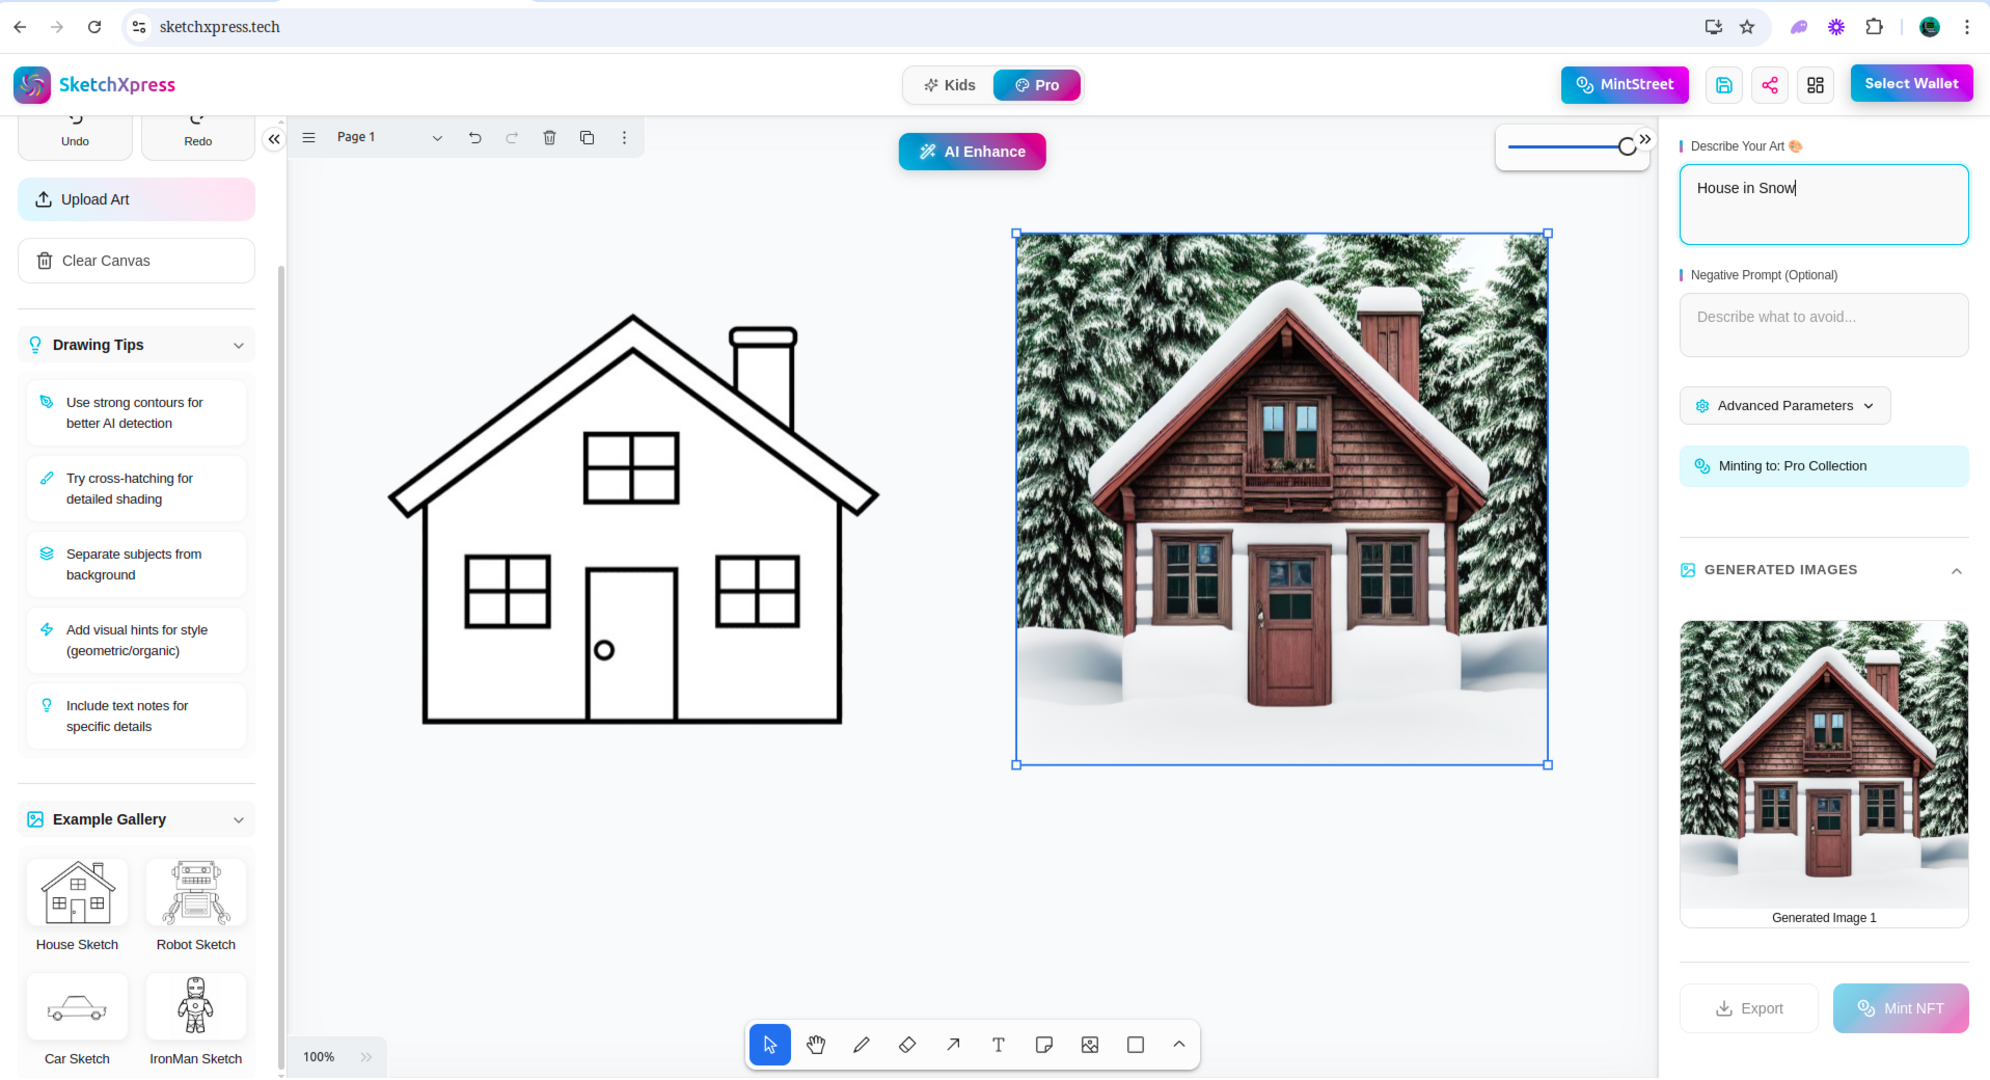 sketchxpress.tech
SketchXpress
Kids
Pro
MintStreet
Select Wallet
Undo
Redo
Upload Art
Clear Canvas
Drawing Tips
Use strong contours for
better AI detection
Try cross-hatching for
detailed shading
Separate subjects from
background
Add visual hints for style
(geometric/organic)
Include text notes for
specific details
Example Gallery
House Sketch
Robot Sketch
Car Sketch
IronMan Sketch
Page 1
AI Enhance
100%
T
Describe Your Art 🎨
House in Snow
Negative Prompt (Optional)
Describe what to avoid...
Advanced Parameters
Minting to: Pro Collection
GENERATED IMAGES
Generated Image 1
Export
Mint NFT